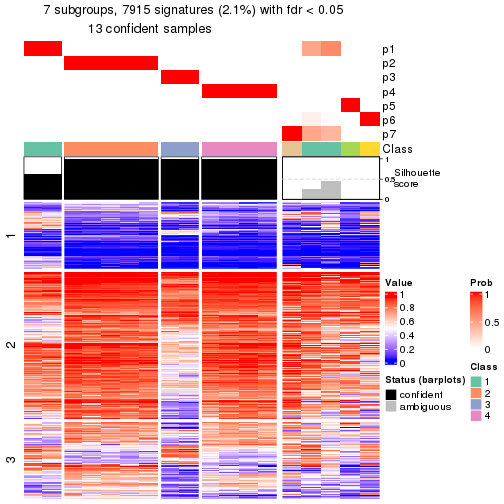 7 subgroups, 7915 signatures (2.1%) with fdr < 0.05
13 confident samples
p1
p2
p3
p4
p5
p6
p7
Class
1
0.5
0
Silhouette
score
1
2
3
Value
1
0.8
0.6
0.4
0.2
0
Prob
1
0.5
0
Status (barplots)
confident
ambiguous
Class
1
2
3
4